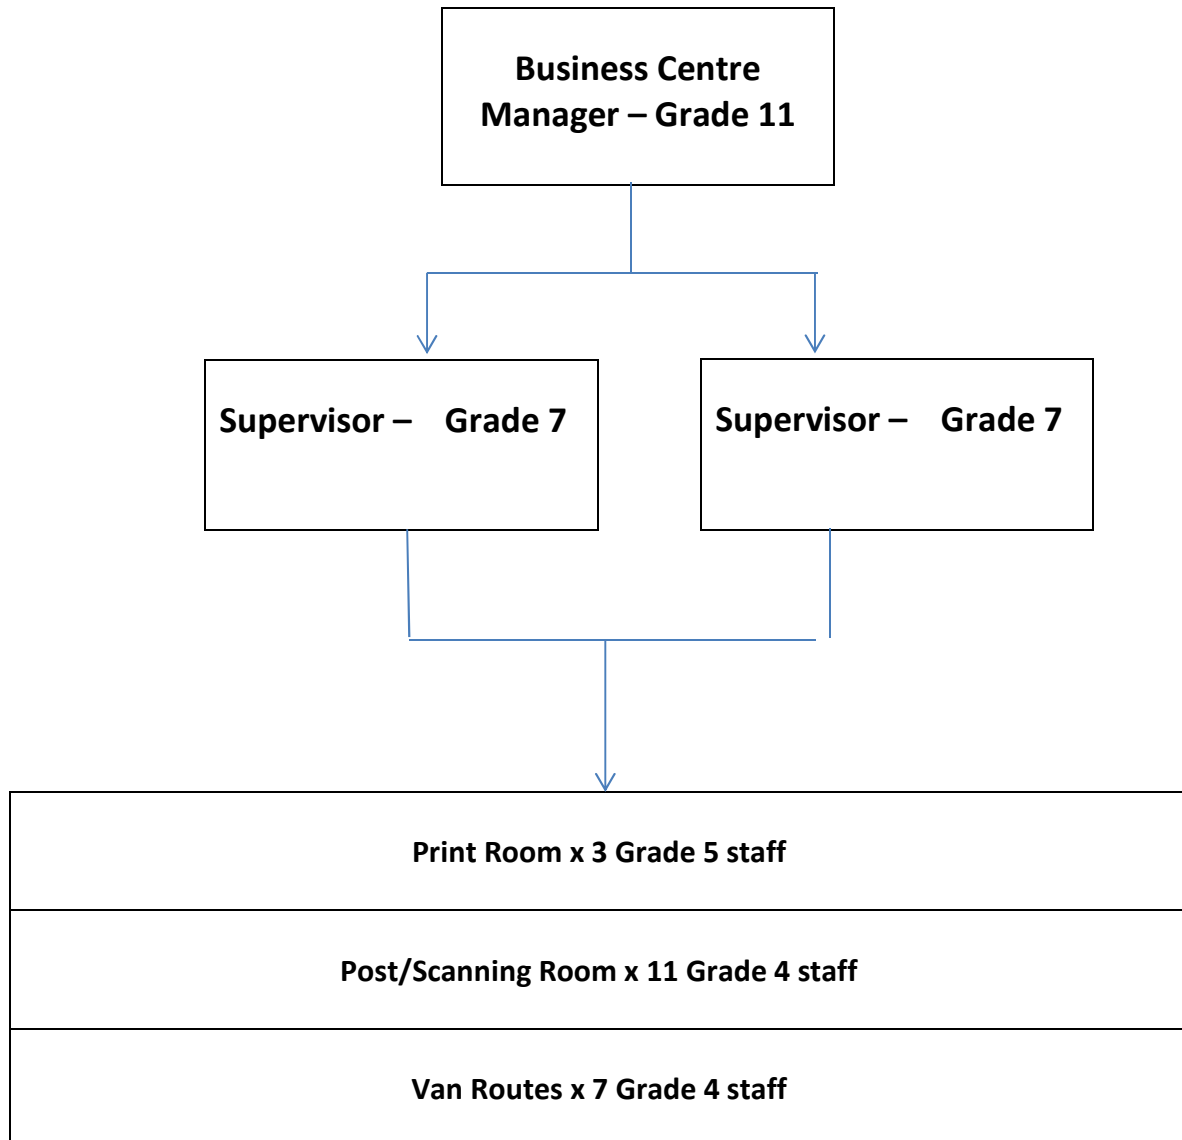 Business Centre
Manager – Grade 11
Supervisor – Grade 7
Supervisor – Grade 7
Print Room x 3 Grade 5 staff
Post/Scanning Room x 11 Grade 4 staff
Van Routes x 7 Grade 4 staff